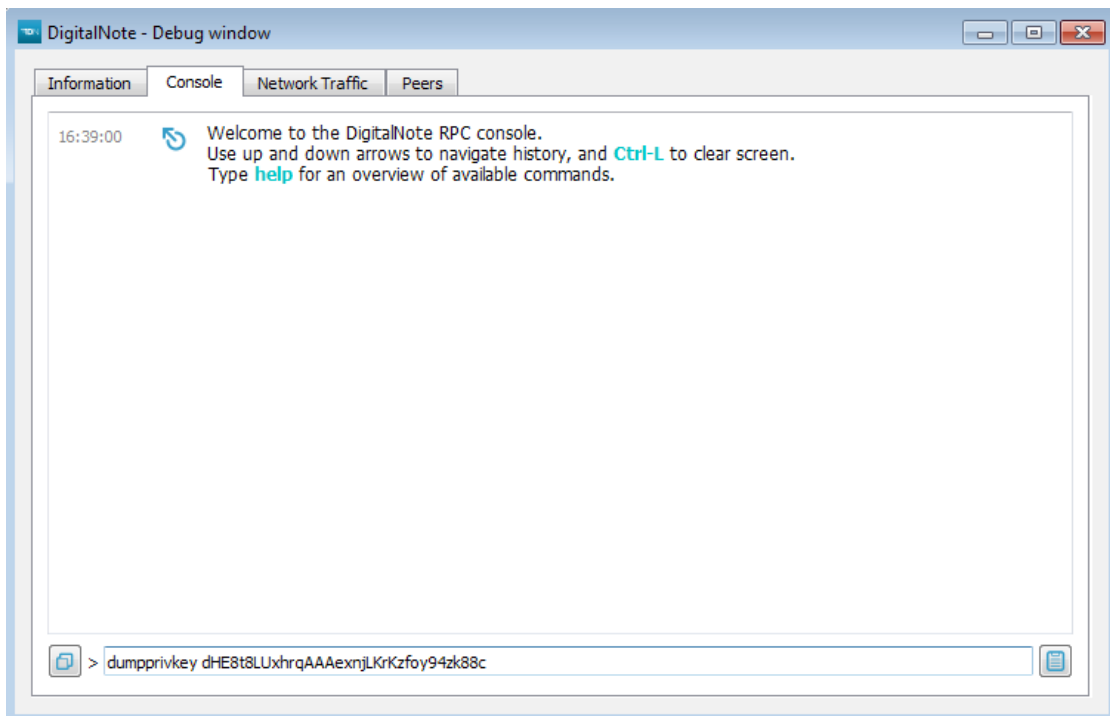 DigitalNote - Debug window
Information Console Network Traffic Peers
16:39:00 Welcome to the DigitalNote RPC console.
Use up and down arrows to navigate history, and Ctrl-L to clear screen.
Type help for an overview of available commands.
> dumpprivkey dHE8t8LUxhrqAAAexnjLKrKzfoy94zk88c